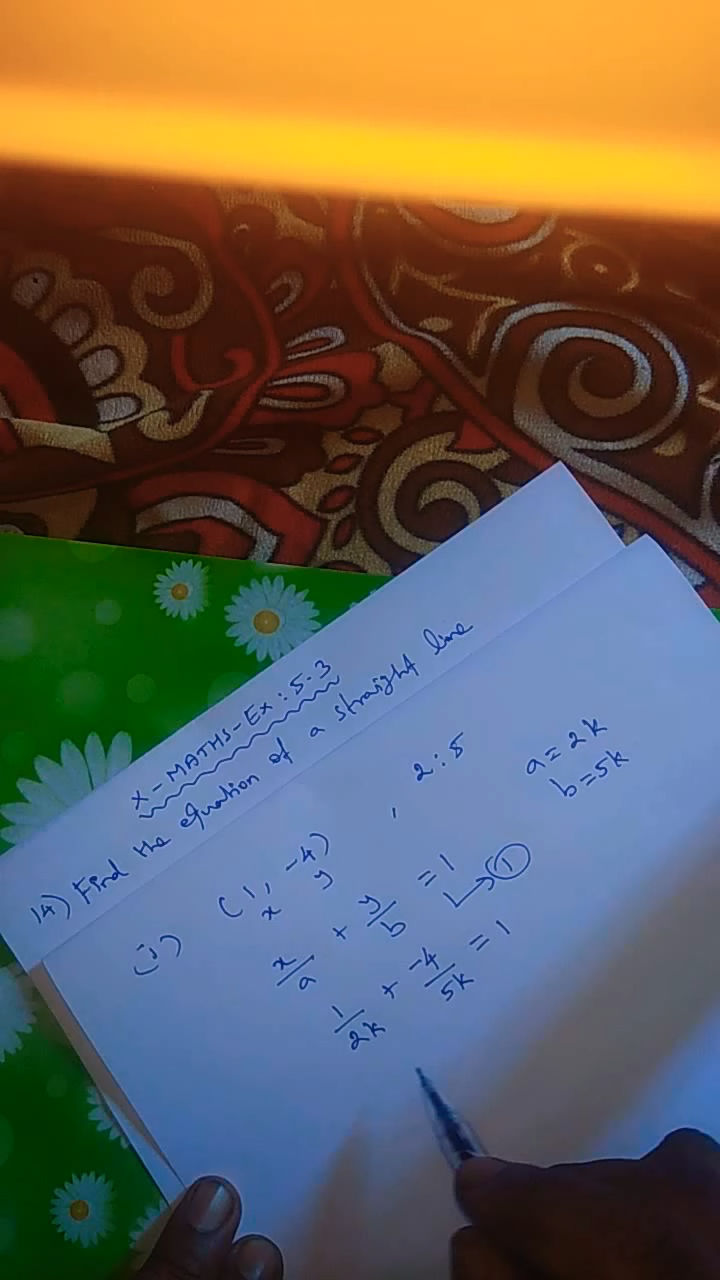 X-MATHS-Ex:5.3
14) Find the equation of a straight line
(i) (1, -4) , 2:5
x y
a=2k
b=5k
x/a + y/b = 1 → ①
1/2k + -4/5k = 1